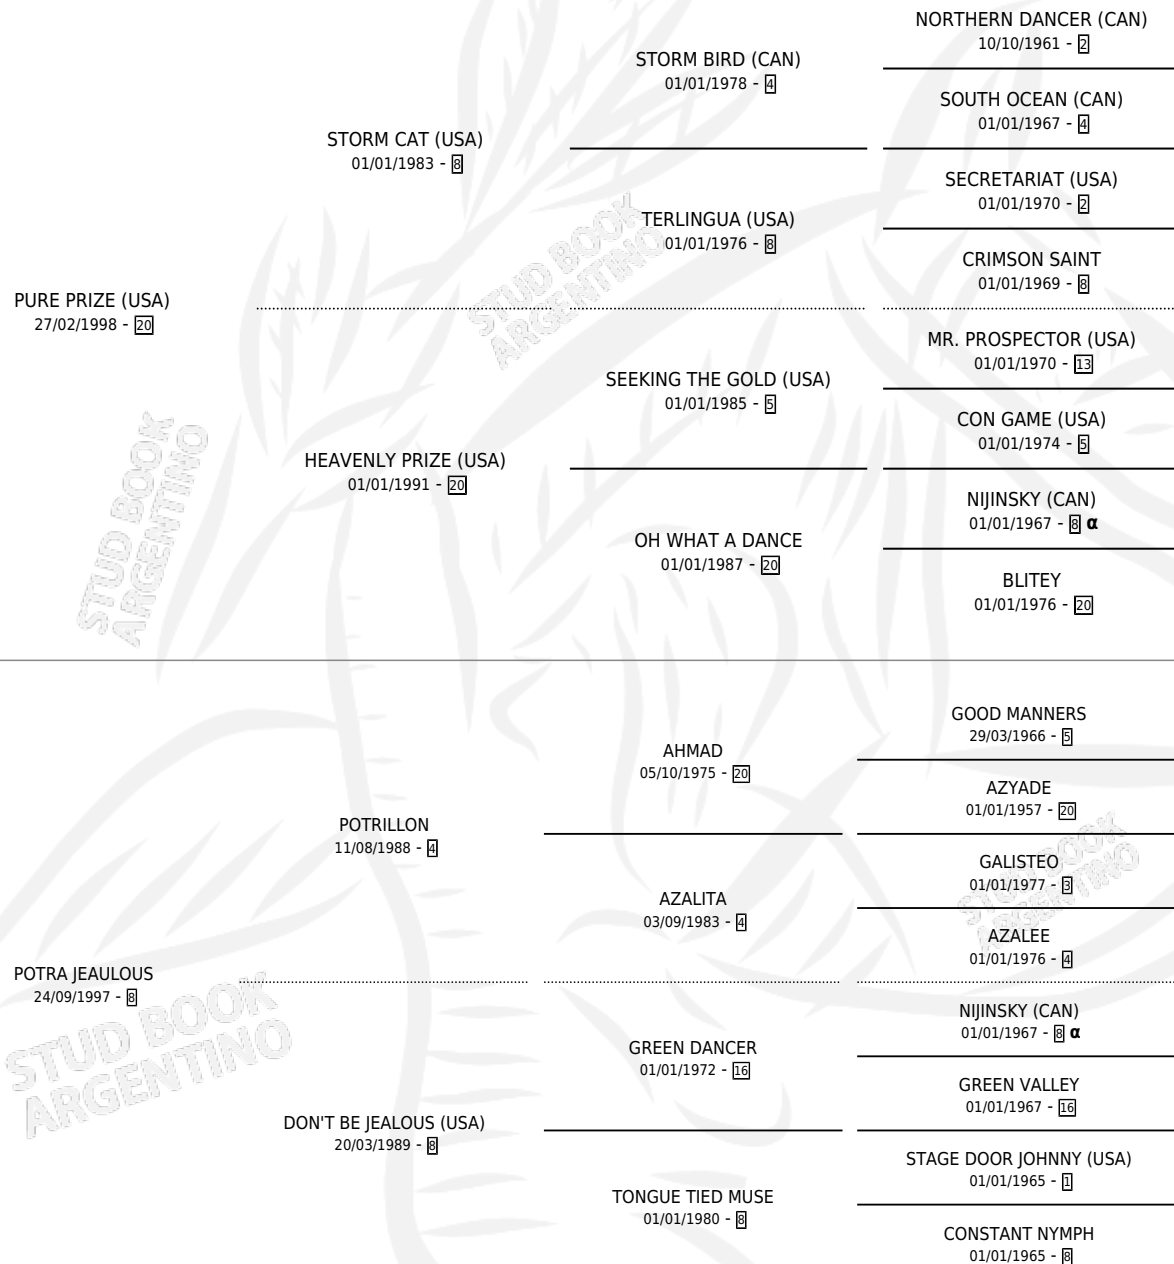 NORTHERN DANCER (CAN)
10/10/1961 - 2
STORM BIRD (CAN)
01/01/1978 - 4
SOUTH OCEAN (CAN)
01/01/1967 - 4
STORM CAT (USA)
01/01/1983 - 8
SECRETARIAT (USA)
01/01/1970 - 2
TERLINGUA (USA)
01/01/1976 - 8
CRIMSON SAINT
01/01/1969 - 8
PURE PRIZE (USA)
27/02/1998 - 20
MR. PROSPECTOR (USA)
01/01/1970 - 13
SEEKING THE GOLD (USA)
01/01/1985 - 5
CON GAME (USA)
01/01/1974 - 5
HEAVENLY PRIZE (USA)
01/01/1991 - 20
NIJINSKY (CAN)
01/01/1967 - 8 α
OH WHAT A DANCE
01/01/1987 - 20
BLITEY
01/01/1976 - 20
GOOD MANNERS
29/03/1966 - 5
AHMAD
05/10/1975 - 20
AZYADE
01/01/1957 - 20
POTRILLON
11/08/1988 - 4
GALISTEO
01/01/1977 - 3
AZALITA
03/09/1983 - 4
AZALEE
01/01/1976 - 4
POTRA JEAULOUS
24/09/1997 - 8
NIJINSKY (CAN)
01/01/1967 - 8 α
GREEN DANCER
01/01/1972 - 16
GREEN VALLEY
01/01/1967 - 16
DON'T BE JEALOUS (USA)
20/03/1989 - 8
STAGE DOOR JOHNNY (USA)
01/01/1965 - 1
TONGUE TIED MUSE
01/01/1980 - 8
CONSTANT NYMPH
01/01/1965 - 8
STUD BOOK
ARGENTINO
STUD BOOK
ARGENTINO
STUD BOOK
ARGENTINO
STUD BOOK
ARGENTINO